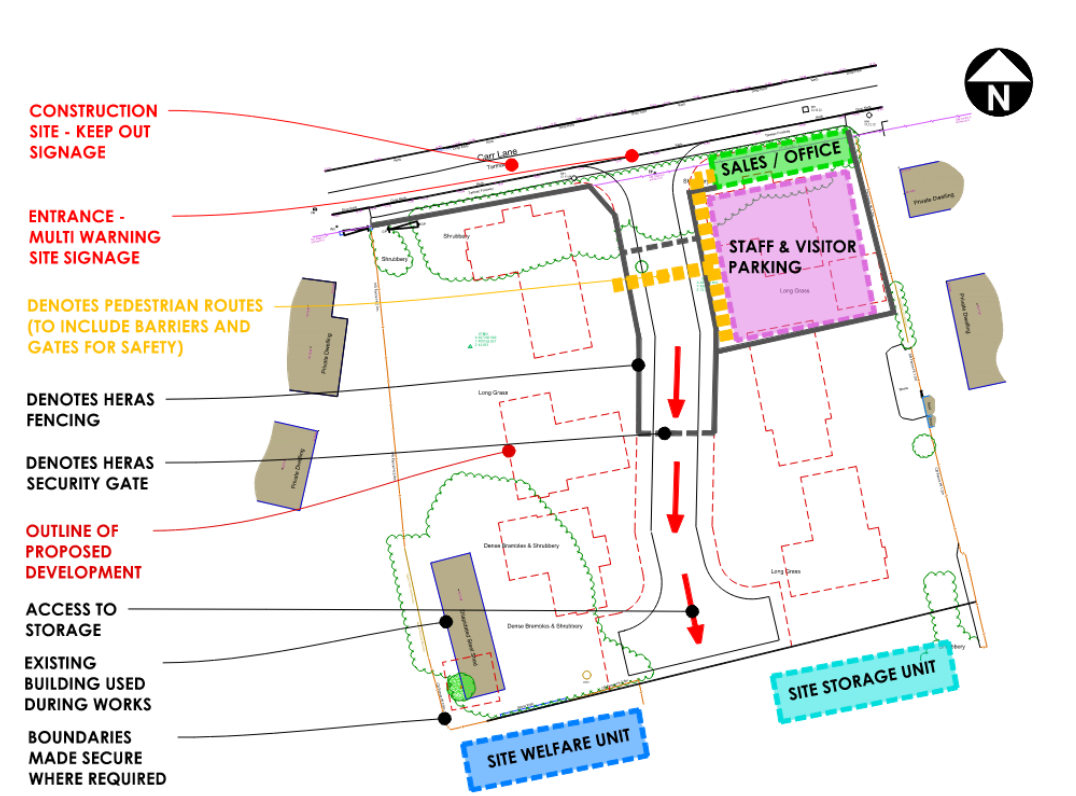 N
CONSTRUCTION
SITE - KEEP OUT
SIGNAGE
Carr Lane
SALES / OFFICE
Private Dwelling
ENTRANCE -
MULTI WARNING
SITE SIGNAGE
Shrubbery
Shrubbery
STAFF & VISITOR
PARKING
Long Grass
DENOTES PEDESTRIAN ROUTES
(TO INCLUDE BARRIERS AND
GATES FOR SAFETY)
Private Dwelling
Private Dwelling
DENOTES HERAS
FENCING
Long Grass
DENOTES HERAS
SECURITY GATE
Private Dwelling
OUTLINE OF
PROPOSED
DEVELOPMENT
Dense Brambles & Shrubbery
Long Grass
ACCESS TO
STORAGE
Dense Brambles & Shrubbery
EXISTING
BUILDING USED
DURING WORKS
SITE STORAGE UNIT
BOUNDARIES
MADE SECURE
WHERE REQUIRED
SITE WELFARE UNIT